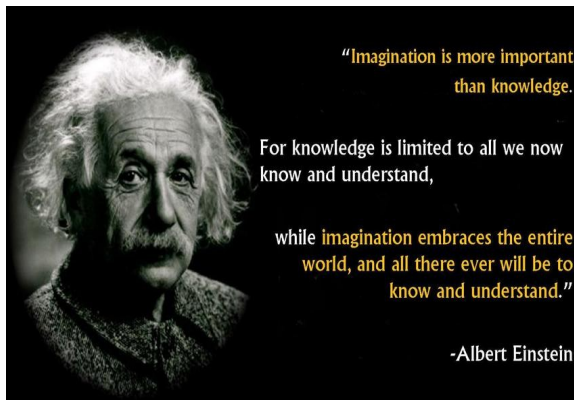 “Imagination is more important
than knowledge.
For knowledge is limited to all we now
know and understand,
while imagination embraces the entire
world, and all there ever will be to
know and understand.”
-Albert Einstein